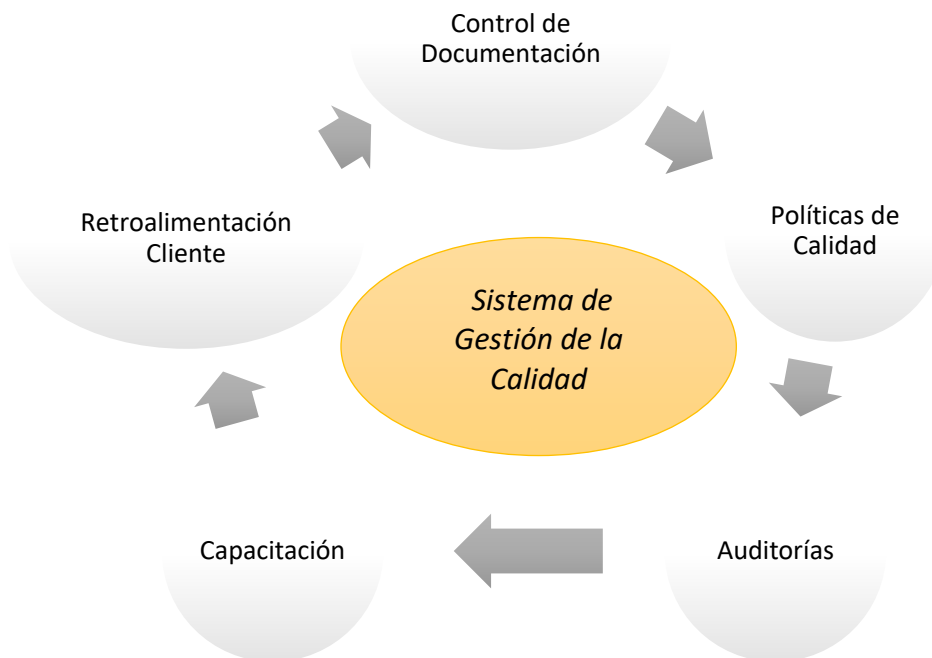 Control de
Documentación
Retroalimentación
Cliente
Políticas de
Calidad
Sistema de
Gestión de la
Calidad
Capacitación
Auditorías